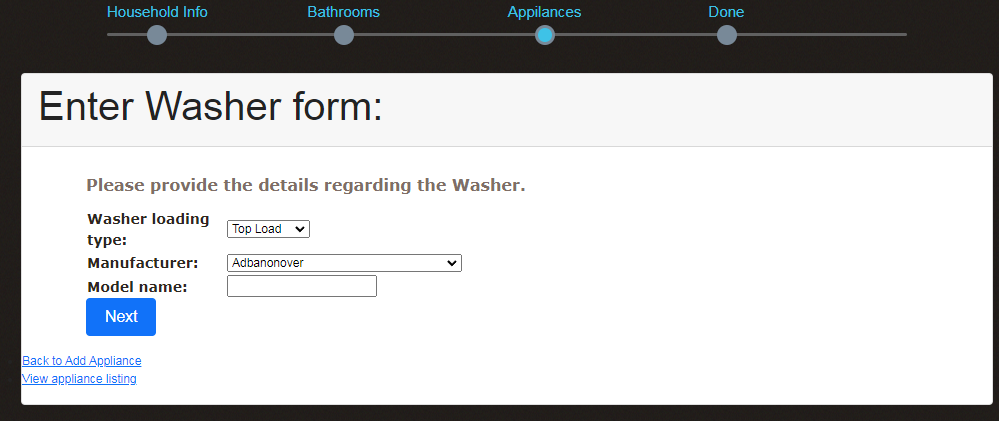 Household Info Bathrooms Appilances Done
Enter Washer form:
Please provide the details regarding the Washer.
Washer loading
type:
Top Load
Manufacturer: Adbanonover
Model name:
Next
Back to Add Appliance
View appliance listing